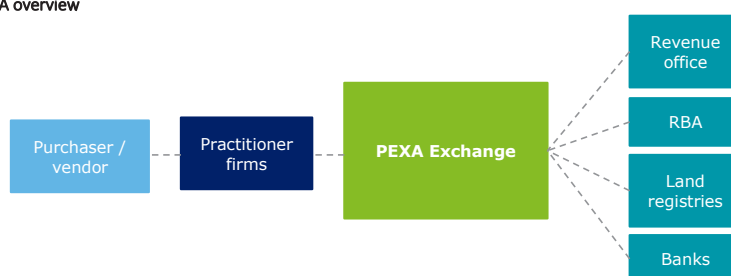 A overview
Purchaser /
vendor
Practitioner
firms
PEXA Exchange
Revenue
office
RBA
Land
registries
Banks